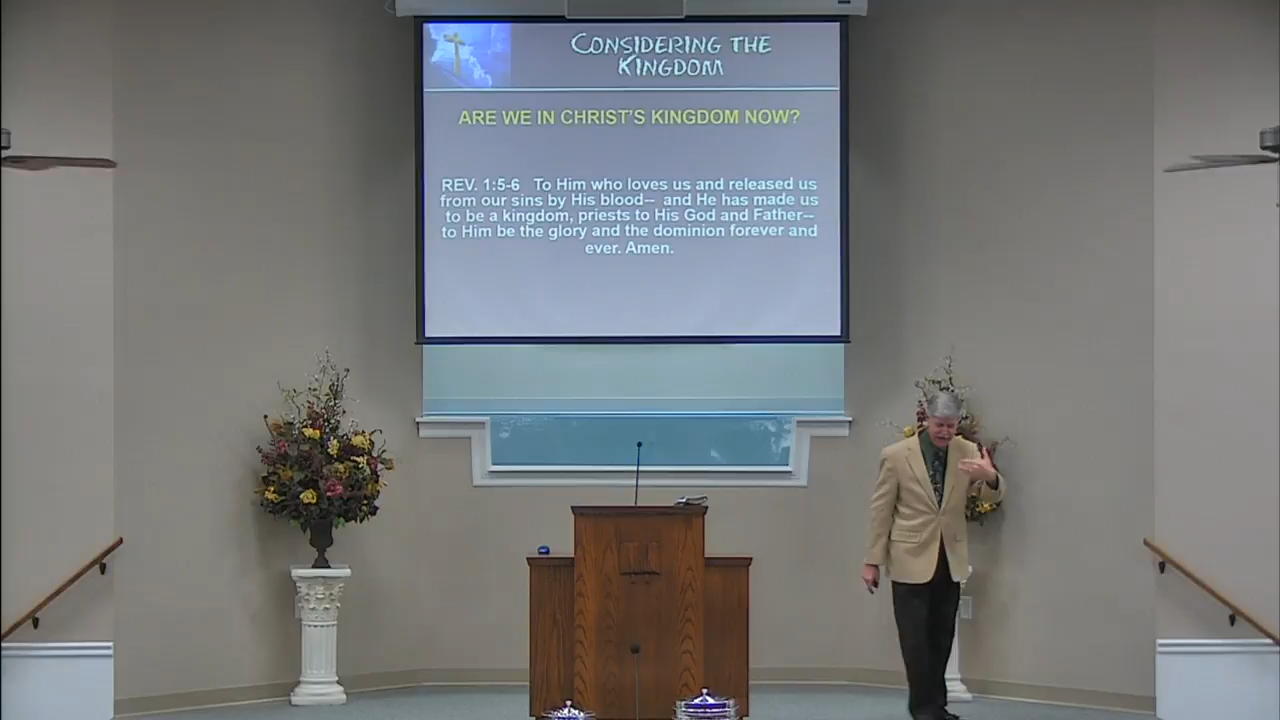 CONSIDERING THE
KINGDOM
ARE WE IN CHRIST'S KINGDOM NOW?
REV. 1:5-6 To Him who loves us and released us
from our sins by His blood-- and He has made us
to be a kingdom, priests to His God and Father--
to Him be the glory and the dominion forever and
ever. Amen.